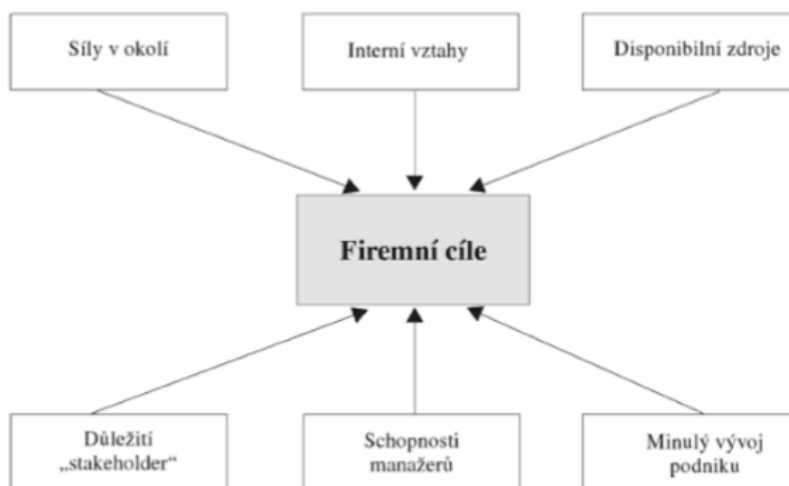 Síly v okolí
Interní vztahy
Disponibilní zdroje
Firemní cíle
Důležití
„stakeholder“
Schopnosti
manažerů
Minulý vývoj
podniku